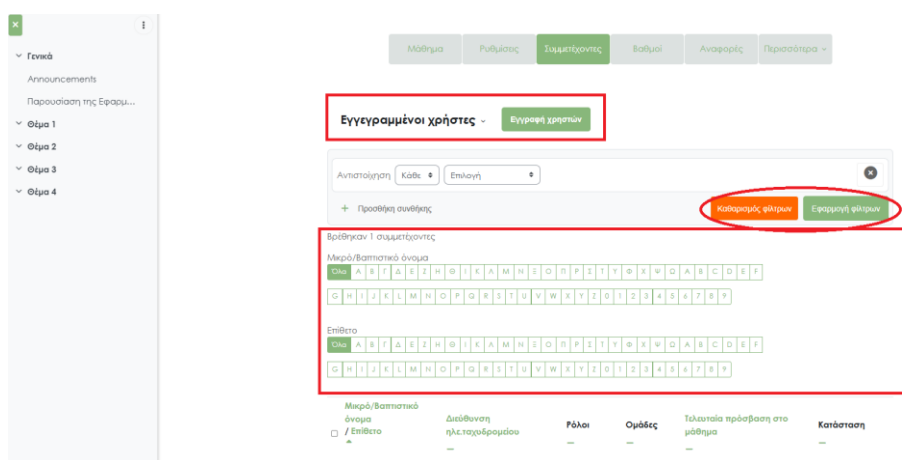 Γενικά
Announcements
Παρουσίαση της Εφαρμ...
Θέμα 1
Θέμα 2
Θέμα 3
Θέμα 4
Μάθημα Ρυθμίσεις Συμμετέχοντες Βαθμοί Αναφορές Περισσότερα
Εγγεγραμμένοι χρήστες Εγγραφή χρηστών
Αντιστοίχηση Κάθε Επιλογή
+ Προσθήκη συνθήκης Καθαρισμός φίλτρων Εφαρμογή φίλτρων
Βρέθηκαν 1 συμμετέχοντες
Μικρό/Βαπτιστικό όνομα
Όλα Α Β Γ Δ Ε Ζ Η Θ Ι Κ Λ Μ Ν Ξ Ο Π Ρ Σ Τ Υ Φ Χ Ψ Ω A B C D E F
G H I J K L M N O P Q R S T U V W X Y Z 0 1 2 3 4 5 6 7 8 9
Επίθετο
Όλα Α Β Γ Δ Ε Ζ Η Θ Ι Κ Λ Μ Ν Ξ Ο Π Ρ Σ Τ Υ Φ Χ Ψ Ω A B C D E F
G H I J K L M N O P Q R S T U V W X Y Z 0 1 2 3 4 5 6 7 8 9
Μικρό/Βαπτιστικό
όνομα
/ Επίθετο
Διεύθυνση
ηλε.ταχυδρομείου
Ρόλοι
Ομάδες
Τελευταία πρόσβαση στο
μάθημα
Κατάσταση